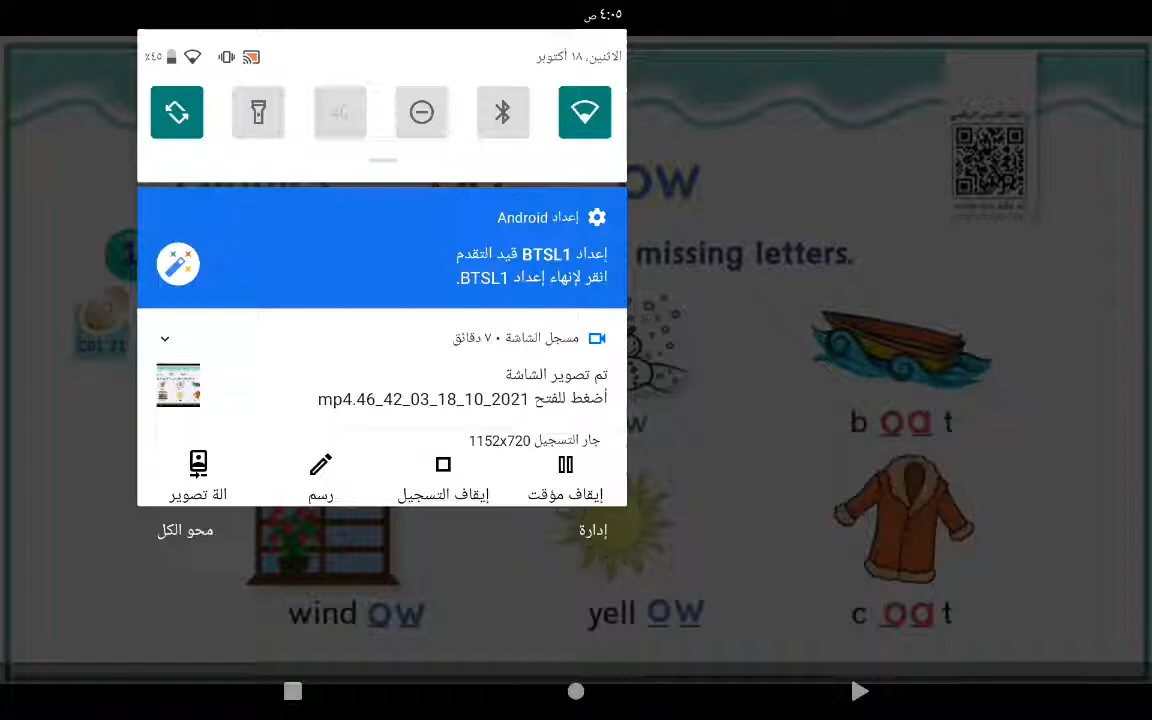 ٤:٠٥ ص
الاثنين، ١٨ أكتوبر
٪٤٥
4G
إعداد Android
إعداد BTSL1 قيد التقدم
انقر لإنهاء إعداد BTSL1.
مسجل الشاشة • ٧ دقائق
تم تصوير الشاشة
أضغط للفتح mp4.46_42_03_18_10_2021
جار التسجيل 1152x720
إيقاف مؤقت
إيقاف التسجيل
رسم
الة تصوير
إدارة
محو الكل
ow
missing letters.
w
b oa t
wind ow
yell ow
c oa t